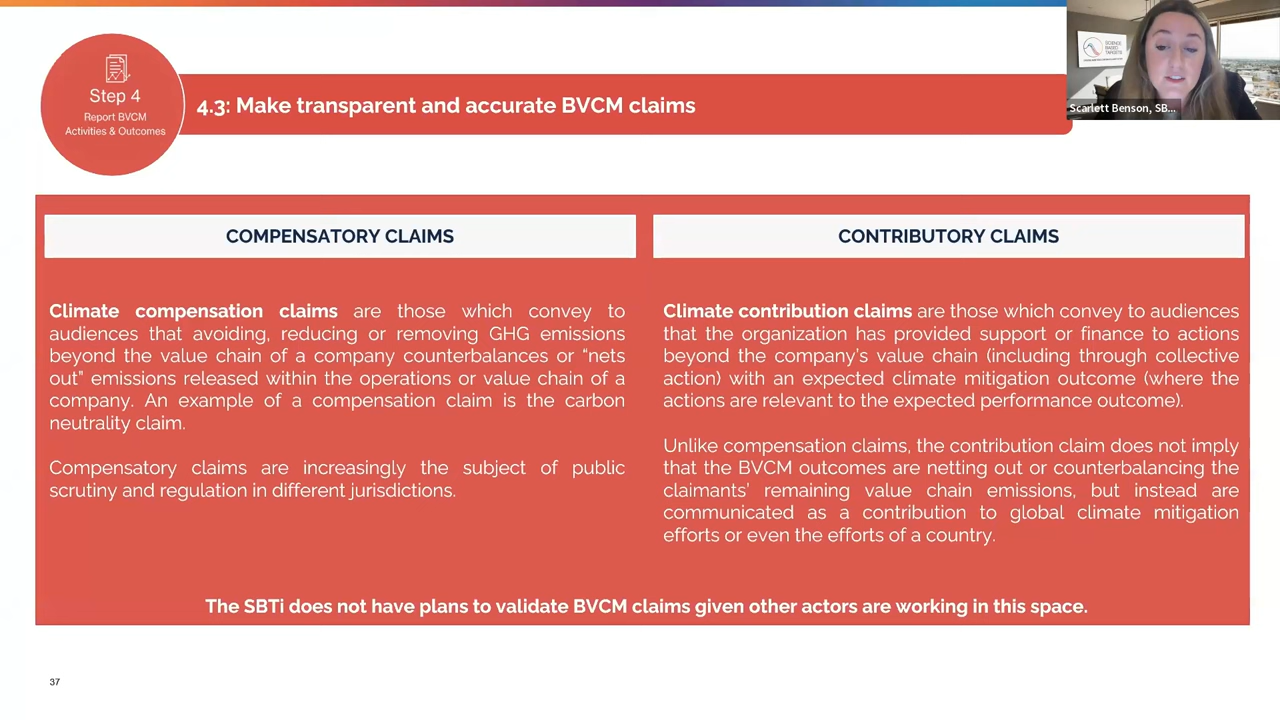 Step 4
Report BVCM
Activities & Outcomes
4.3: Make transparent and accurate BVCM claims
SCIENCE
BASED
TARGETS
Scarlett Benson, SB...
COMPENSATORY CLAIMS
Climate compensation claims are those which convey to
audiences that avoiding, reducing or removing GHG emissions
beyond the value chain of a company counterbalances or “nets
out” emissions released within the operations or value chain of a
company. An example of a compensation claim is the carbon
neutrality claim.
Compensatory claims are increasingly the subject of public
scrutiny and regulation in different jurisdictions.
CONTRIBUTORY CLAIMS
Climate contribution claims are those which convey to audiences
that the organization has provided support or finance to actions
beyond the company's value chain (including through collective
action) with an expected climate mitigation outcome (where the
actions are relevant to the expected performance outcome).
Unlike compensation claims, the contribution claim does not imply
that the BVCM outcomes are netting out or counterbalancing the
claimants' remaining value chain emissions, but instead are
communicated as a contribution to global climate mitigation
efforts or even the efforts of a country.
The SBTi does not have plans to validate BVCM claims given other actors are working in this space.
37